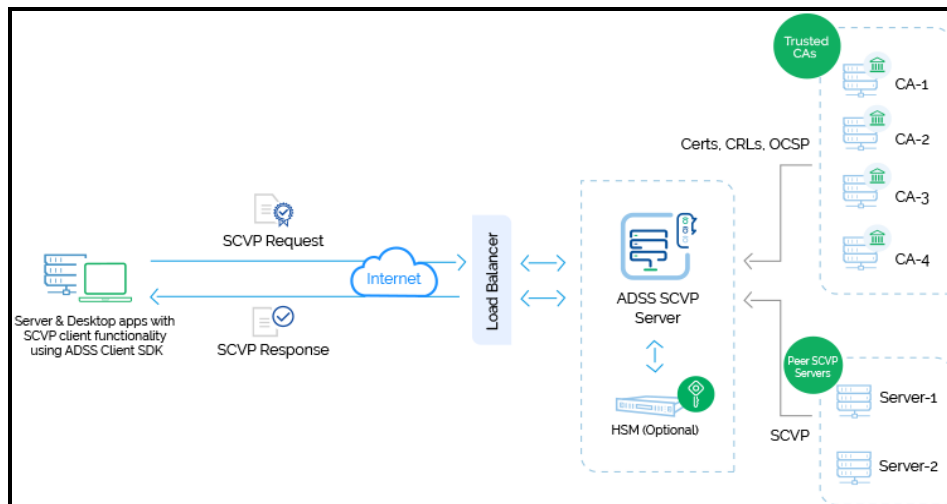 Trusted
CAs
CA-1
CA-2
Certs, CRLs, OCSP
CA-3
CA-4
SCVP Request
Internet
Load Balancer
ADSS SCVP
Server
Server & Desktop apps with
SCVP client functionality
using ADSS Client SDK
SCVP Response
Peer SCVP
Servers
Server-1
HSM (Optional)
SCVP
Server-2